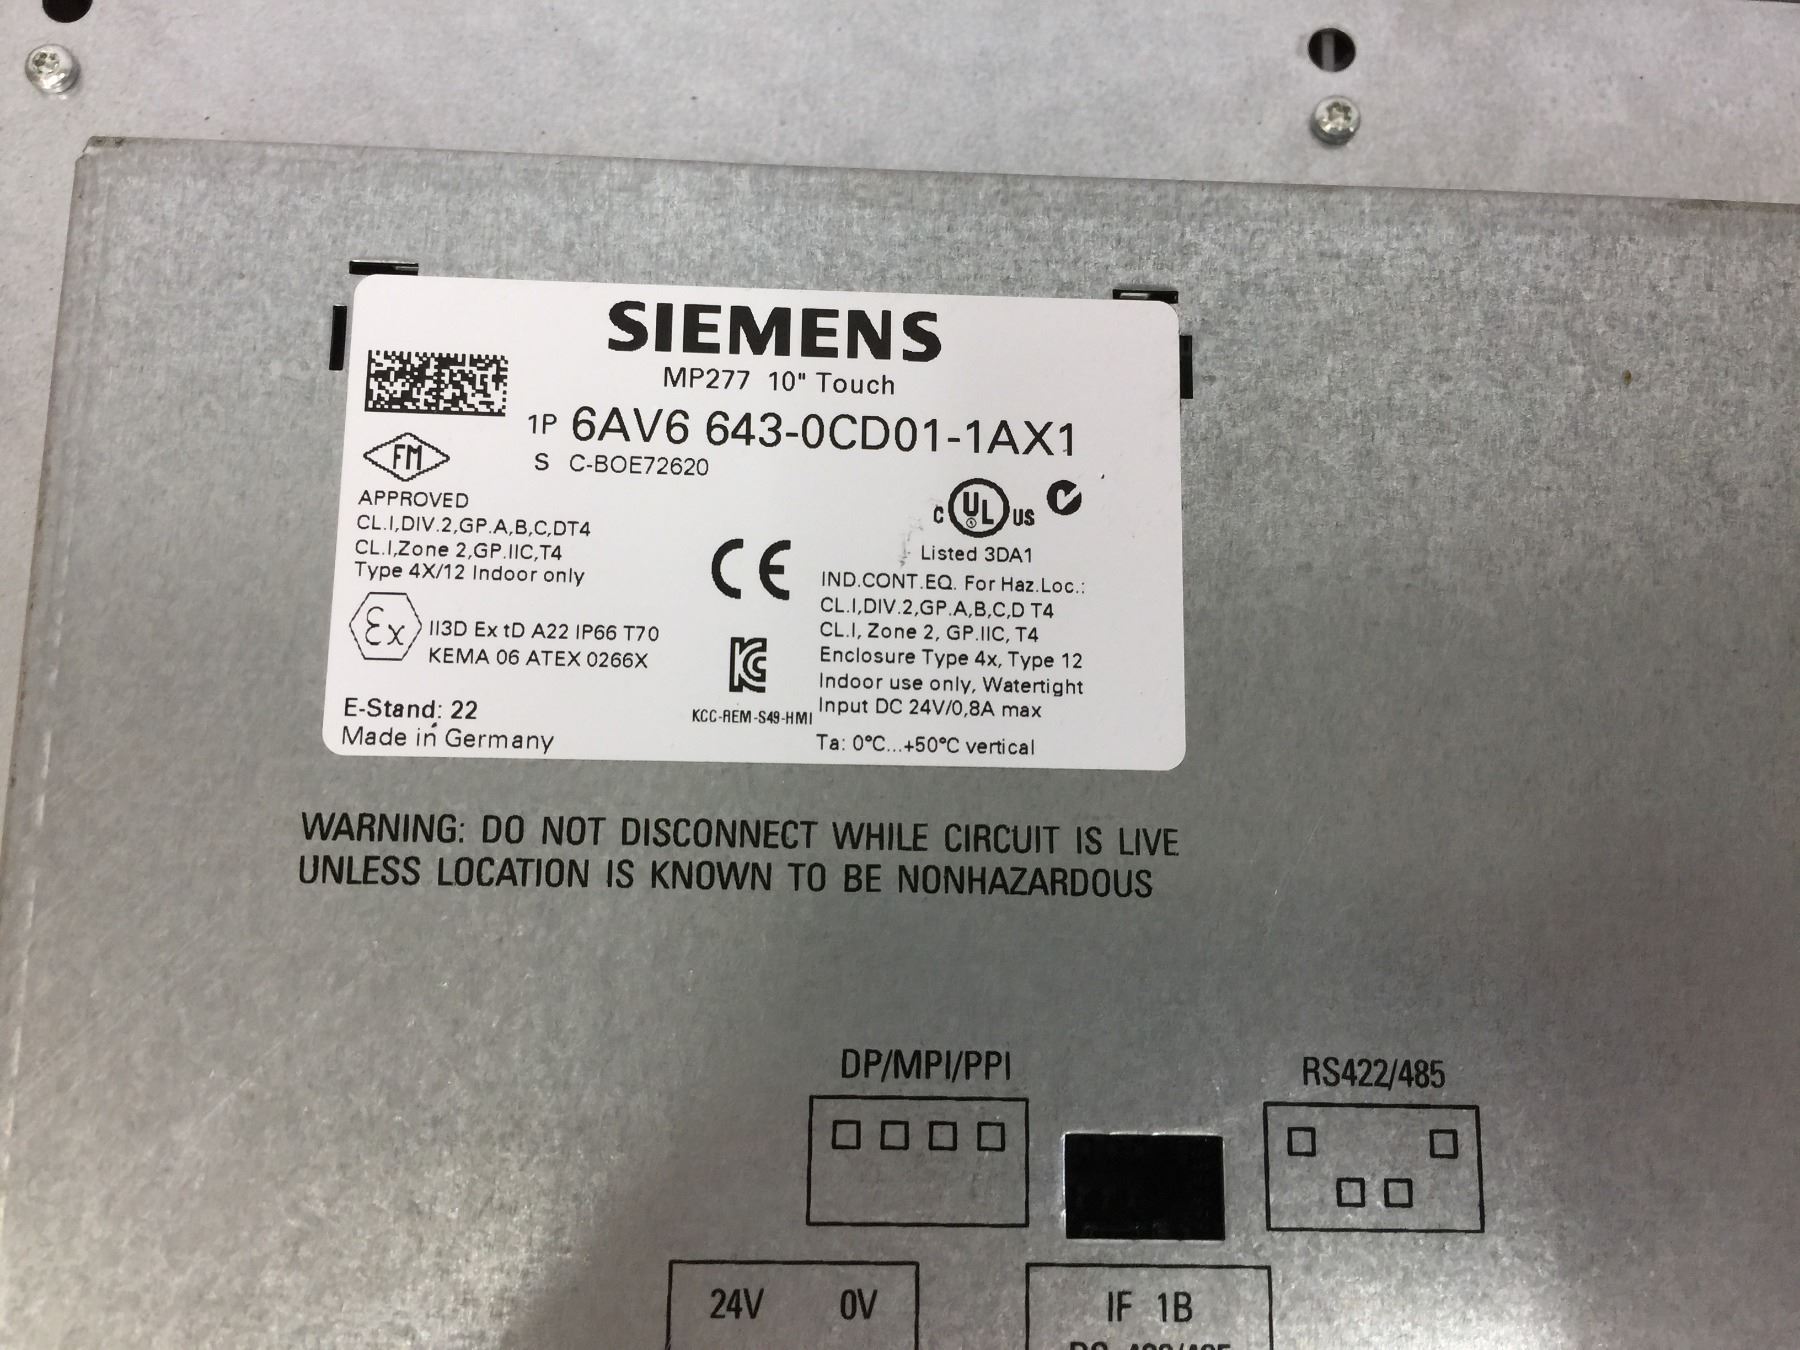 SIEMENS
MP277 10" Touch
1P 6AV6 643-0CD01-1AX1
S C-BOE72620
FM
APPROVED
CL.I,DIV.2,GP.A,B,C,DT4
CL.I,Zone 2,GP.IIC,T4
Type 4X/12 Indoor only
Ex II3D Ex tD A22 IP66 T70
KEMA 06 ATEX 0266X
E-Stand: 22
Made in Germany
CE
KC
KCC-REM-S49-HMI
C UL US
Listed 3DA1
IND.CONT.EQ. For Haz.Loc.:
CL.I,DIV.2,GP.A,B,C,D T4
CL.I, Zone 2, GP.IIC, T4
Enclosure Type 4x, Type 12
Indoor use only, Watertight
Input DC 24V/0,8A max
Ta: 0°C...+50°C vertical
WARNING: DO NOT DISCONNECT WHILE CIRCUIT IS LIVE
UNLESS LOCATION IS KNOWN TO BE NONHAZARDOUS
DP/MPI/PPI
RS422/485
24V 0V
IF 1B